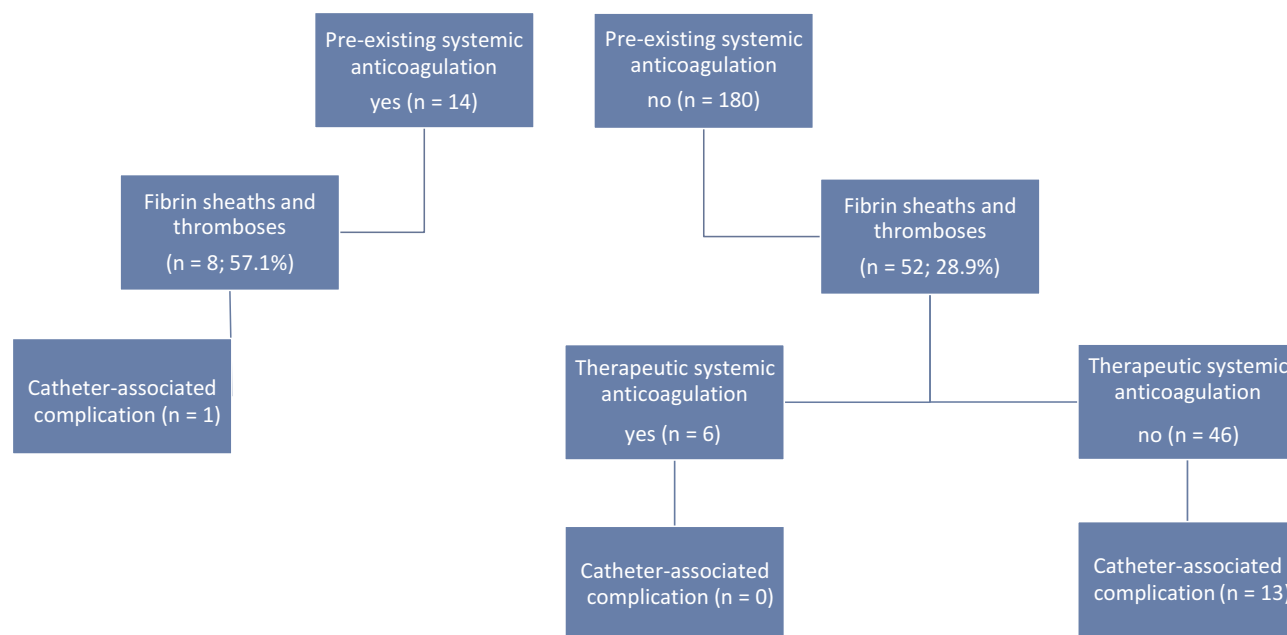 Pre-existing systemic
anticoagulation
yes (n = 14)
Pre-existing systemic
anticoagulation
no (n = 180)
Fibrin sheaths and
thromboses
(n = 8; 57.1%)
Fibrin sheaths and
thromboses
(n = 52; 28.9%)
Catheter-associated
complication (n = 1)
Therapeutic systemic
anticoagulation
yes (n = 6)
Therapeutic systemic
anticoagulation
no (n = 46)
Catheter-associated
complication (n = 0)
Catheter-associated
complication (n = 13)